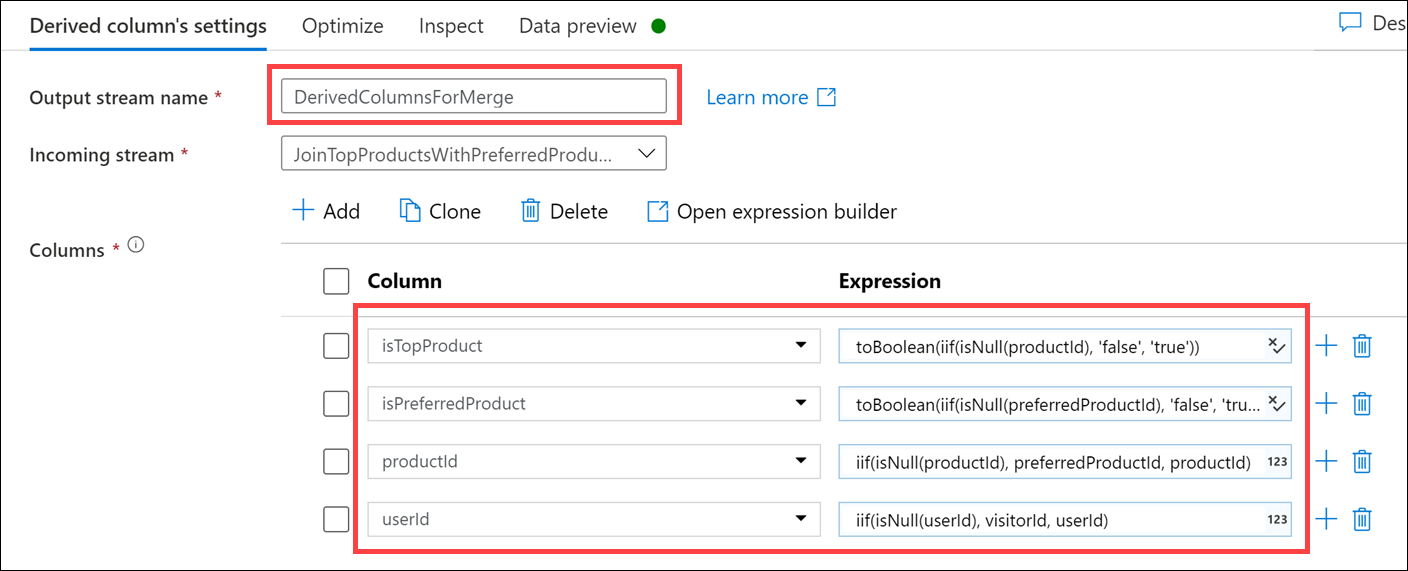 Derived column's settings Optimize Inspect Data preview Des
Output stream name * DerivedColumnsForMerge Learn more
Incoming stream * JoinTopProductsWithPreferredProdu...
Add Clone Delete Open expression builder
Columns *
Column Expression
isTopProduct toBoolean(iif(isNull(productId), 'false', 'true'))
isPreferredProduct toBoolean(iif(isNull(preferredProductId), 'false', 'tru...
productId iif(isNull(productId), preferredProductId, productId) 123
userId iif(isNull(userId), visitorId, userId) 123